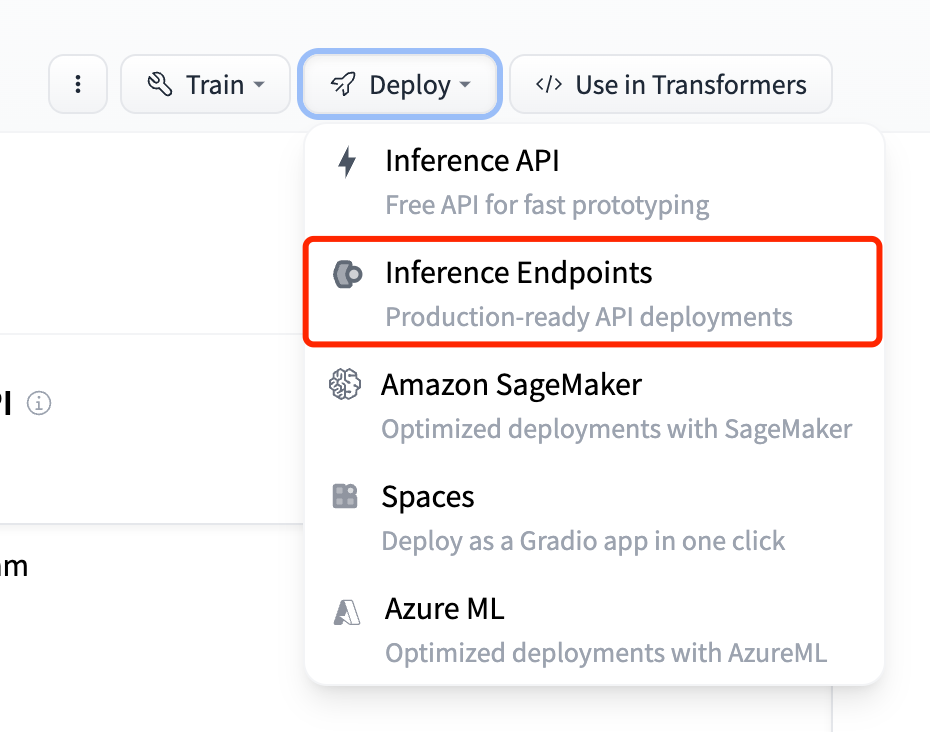 Train
Deploy
</> Use in Transformers
Inference API
Free API for fast prototyping
Inference Endpoints
Production-ready API deployments
Amazon SageMaker
Optimized deployments with SageMaker
Spaces
Deploy as a Gradio app in one click
Azure ML
Optimized deployments with AzureML